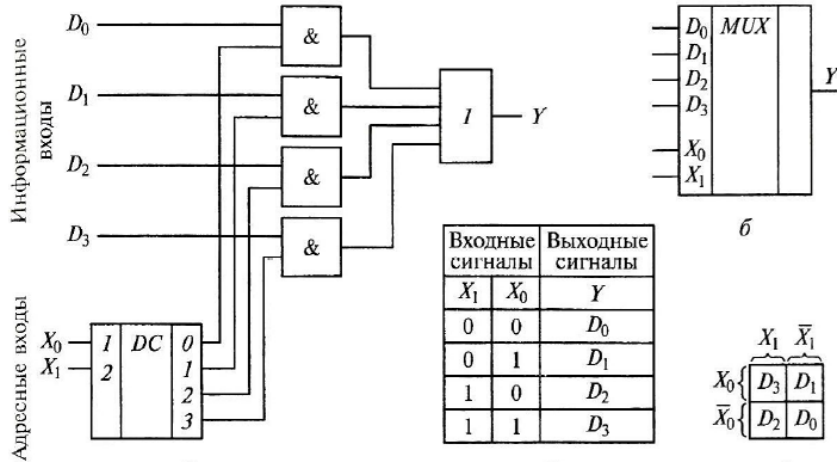 Информационные входы
D₀
D₁
D₂
D₃
&
&
&
&
1
Y
Адресные входы
X₀
X₁
1 DC 0
2 1
2
3
D₀ MUX
D₁
D₂
D₃
X₀
X₁
Y
б
Входные сигналы Выходные сигналы
X₁ X₀ Y
0 0 D₀
0 1 D₁
1 0 D₂
1 1 D₃
X₁ X̅₁
X₀ D₃ D₁
X̅₀ D₂ D₀